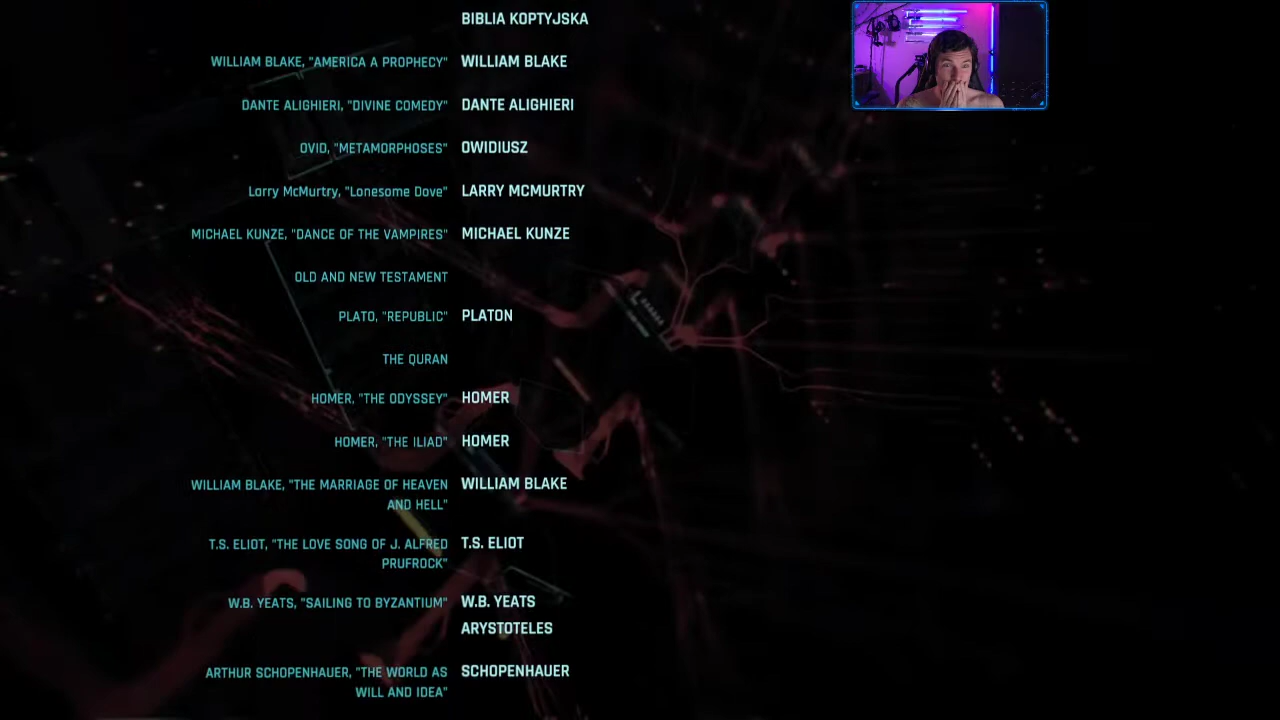 BIBLIA KOPTYJSKA
WILLIAM BLAKE, "AMERICA A PROPHECY" WILLIAM BLAKE
DANTE ALIGHIERI, "DIVINE COMEDY" DANTE ALIGHIERI
OVID, "METAMORPHOSES" OWIDIUSZ
Larry McMurtry, "Lonesome Dove" LARRY MCMURTRY
MICHAEL KUNZE, "DANCE OF THE VAMPIRES" MICHAEL KUNZE
OLD AND NEW TESTAMENT
PLATO, "REPUBLIC" PLATON
THE QURAN
HOMER, "THE ODYSSEY" HOMER
HOMER, "THE ILIAD" HOMER
WILLIAM BLAKE, "THE MARRIAGE OF HEAVEN WILLIAM BLAKE
AND HELL"
T.S. ELIOT, "THE LOVE SONG OF J. ALFRED T.S. ELIOT
PRUFROCK"
W.B. YEATS, "SAILING TO BYZANTIUM" W.B. YEATS
ARYSTOTELES
ARTHUR SCHOPENHAUER, "THE WORLD AS SCHOPENHAUER
WILL AND IDEA"